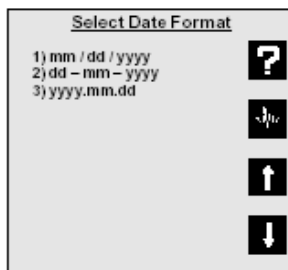 Select Date Format
1) mm / dd / yyyy
2) dd – mm – yyyy
3) yyyy.mm.dd
?